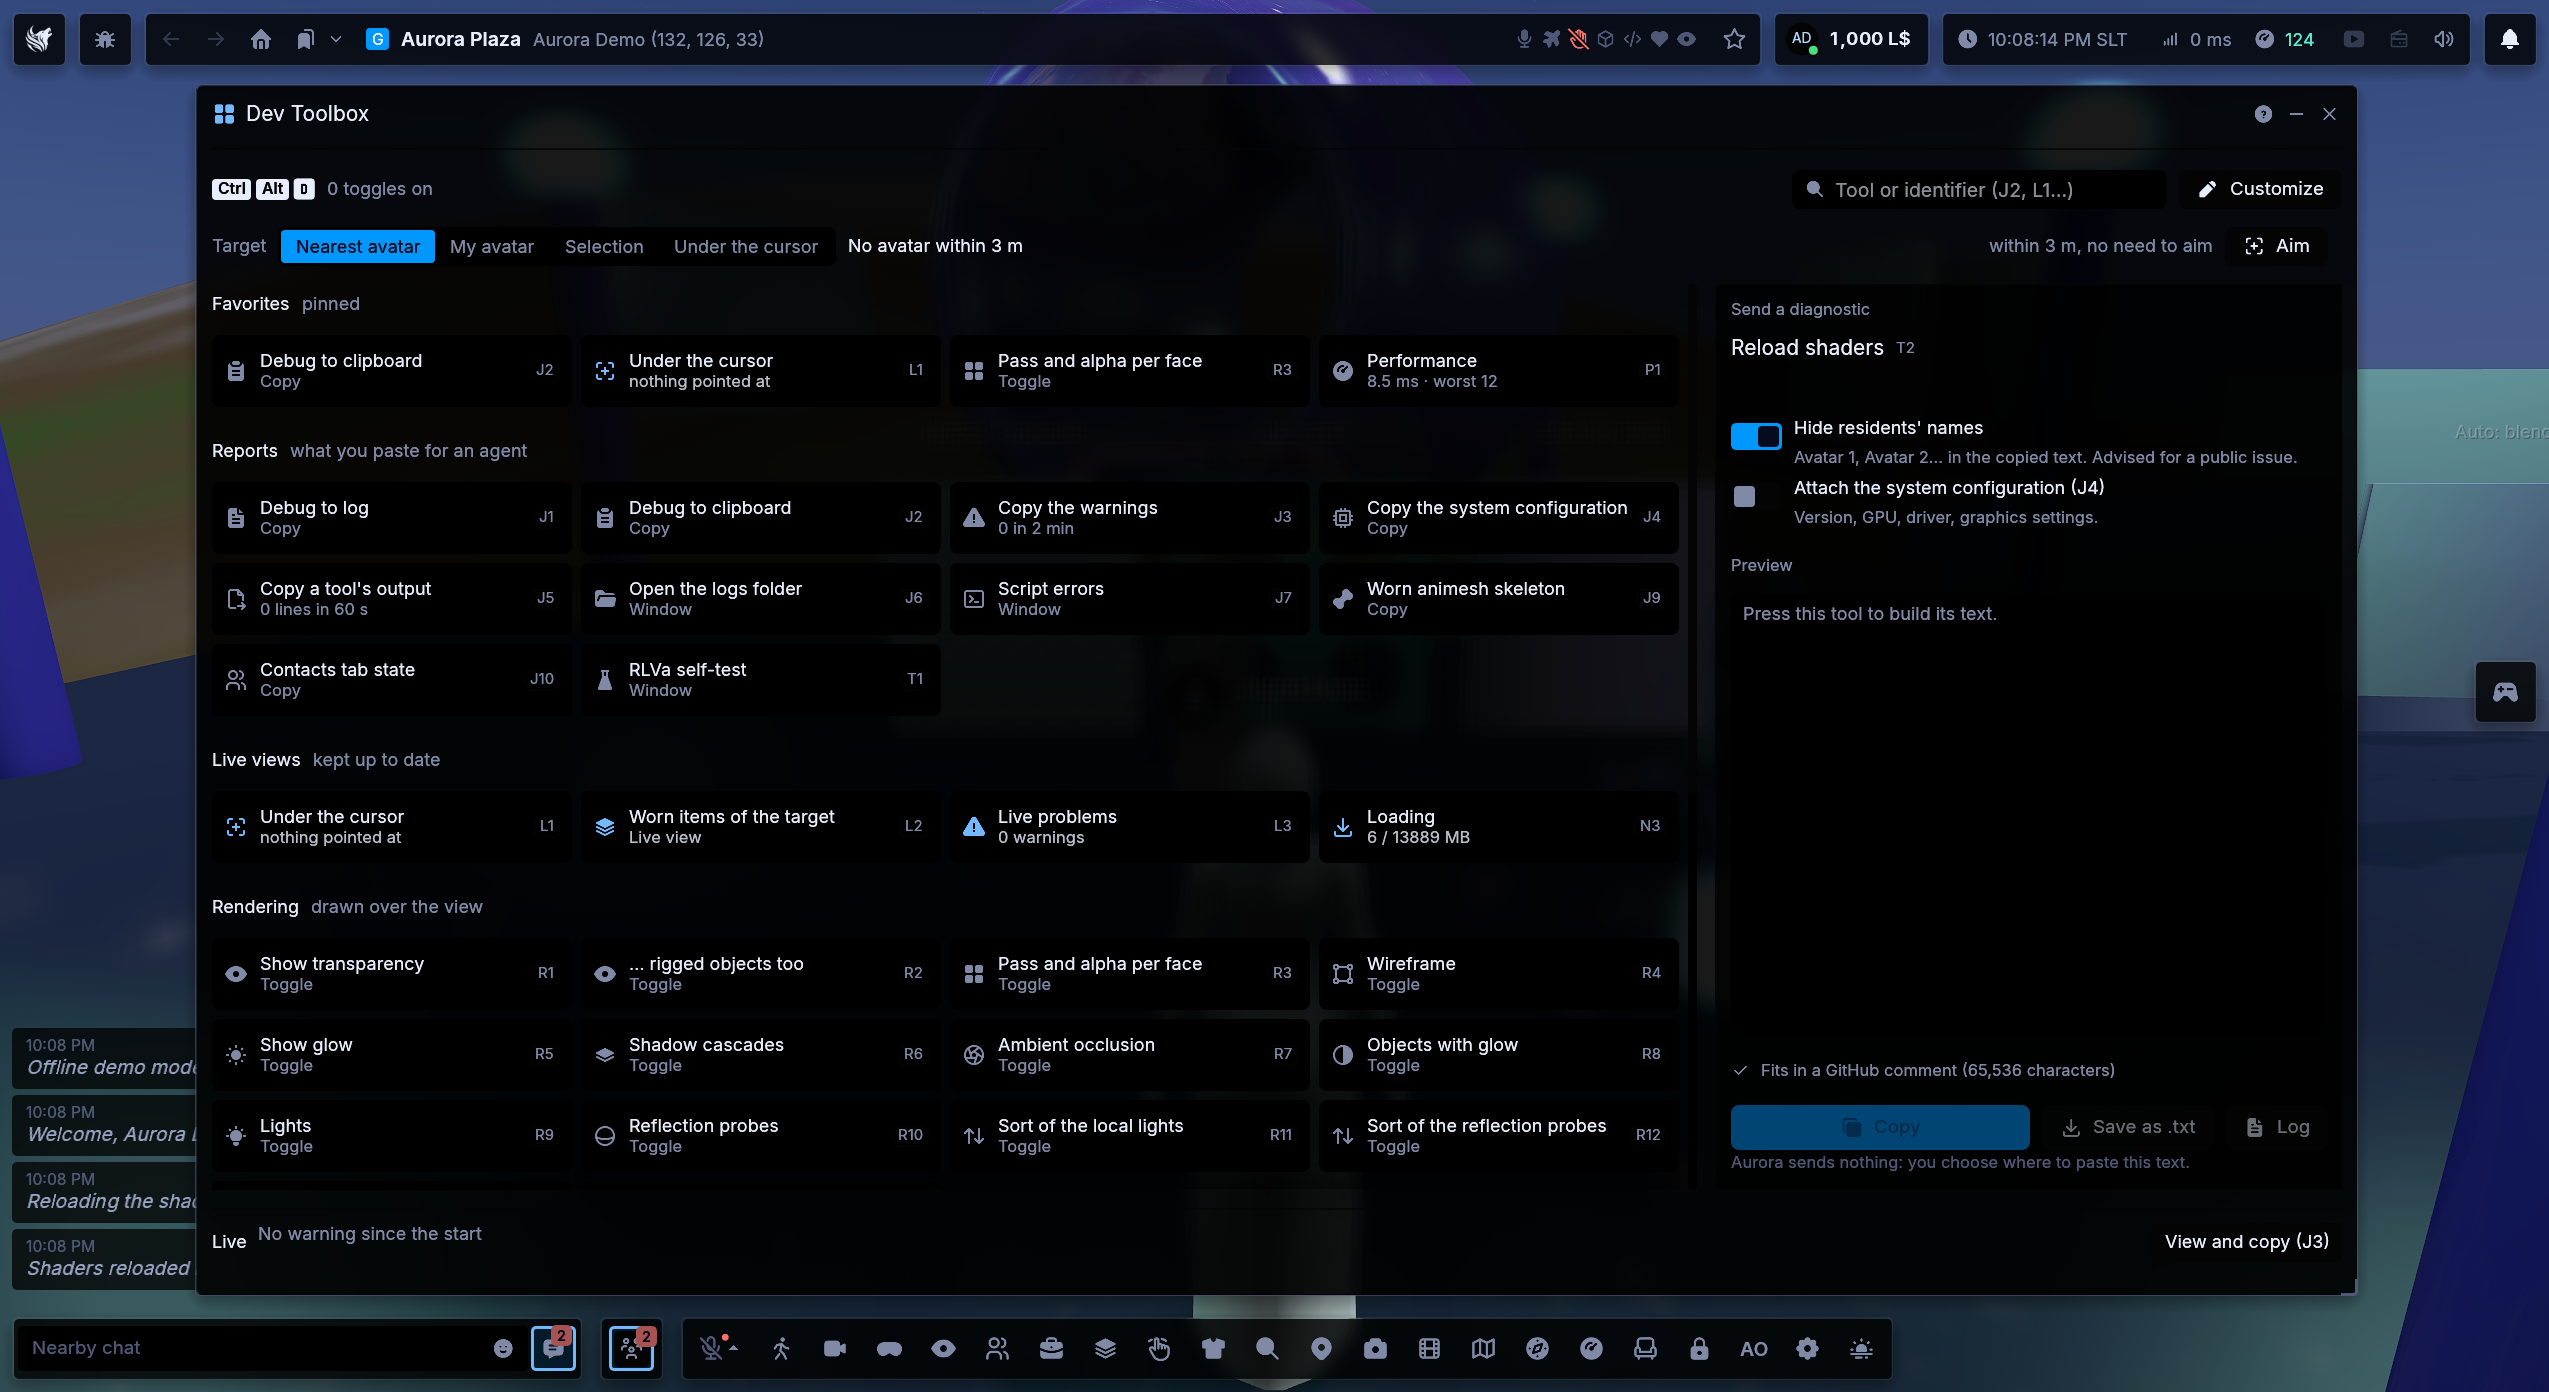 G Aurora Plaza Aurora Demo (132, 126, 33)
AD 1,000 L$
10:08:14 PM SLT 0 ms 124
Dev Toolbox
Ctrl Alt D 0 toggles on
Tool or identifier (J2, L1...)
Customize
Target Nearest avatar My avatar Selection Under the cursor No avatar within 3 m
within 3 m, no need to aim Aim
Favorites pinned
Debug to clipboard J2
Copy
Under the cursor L1
nothing pointed at
Pass and alpha per face R3
Toggle
Performance P1
8.5 ms · worst 12
Reports what you paste for an agent
Debug to log J1
Copy
Debug to clipboard J2
Copy
Copy the warnings J3
0 in 2 min
Copy the system configuration J4
Copy
Copy a tool's output J5
0 lines in 60 s
Open the logs folder J6
Window
Script errors J7
Window
Worn animesh skeleton J9
Copy
Contacts tab state J10
Copy
RLVa self-test T1
Window
Live views kept up to date
Under the cursor L1
nothing pointed at
Worn items of the target L2
Live view
Live problems L3
0 warnings
Loading N3
6 / 13889 MB
Rendering drawn over the view
Show transparency R1
Toggle
... rigged objects too R2
Toggle
Pass and alpha per face R3
Toggle
Wireframe R4
Toggle
Show glow R5
Toggle
Shadow cascades R6
Toggle
Ambient occlusion R7
Toggle
Objects with glow R8
Toggle
Lights R9
Toggle
Reflection probes R10
Toggle
Sort of the local lights R11
Toggle
Sort of the reflection probes R12
Toggle
Send a diagnostic
Reload shaders T2
Hide residents' names
Avatar 1, Avatar 2... in the copied text. Advised for a public issue.
Attach the system configuration (J4)
Version, GPU, driver, graphics settings.
Preview
Press this tool to build its text.
Fits in a GitHub comment (65,536 characters)
Copy Save as .txt Log
Aurora sends nothing: you choose where to paste this text.
Live No warning since the start
View and copy (J3)
Auto: blend
10:08 PM
Offline demo mode
10:08 PM
Welcome, Aurora
10:08 PM
Reloading the
10:08 PM
Shaders reloaded
Nearby chat
2
2
AO